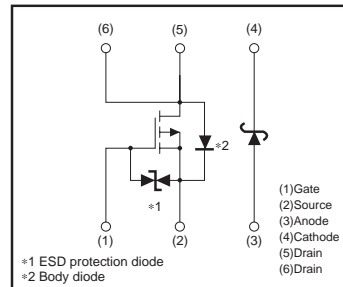 (6) (5) (4)
∗2
∗1
(1) (2) (3)
(1)Gate
(2)Source
(3)Anode
(4)Cathode
(5)Drain
(6)Drain
∗1 ESD protection diode
∗2 Body diode